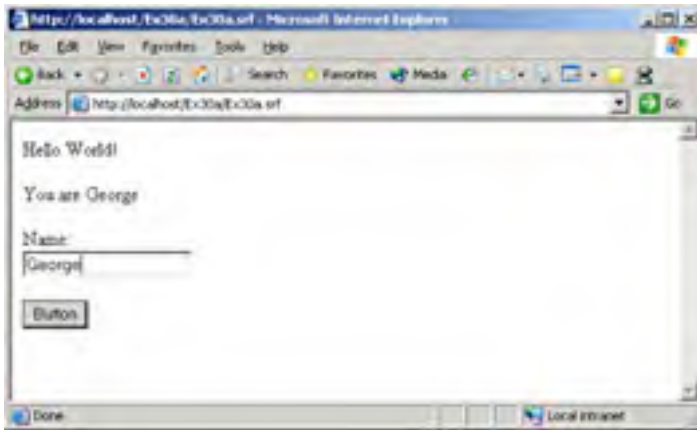 http://localhost/Ex30a/Ex30a.srf - Microsoft Internet Explorer
File Edit View Favorites Tools Help
Back Search Favorites Media
Address http://localhost/Ex30a/Ex30a.srf Go
Hello World!
You are George
Name:
George
Button
Done Local intranet